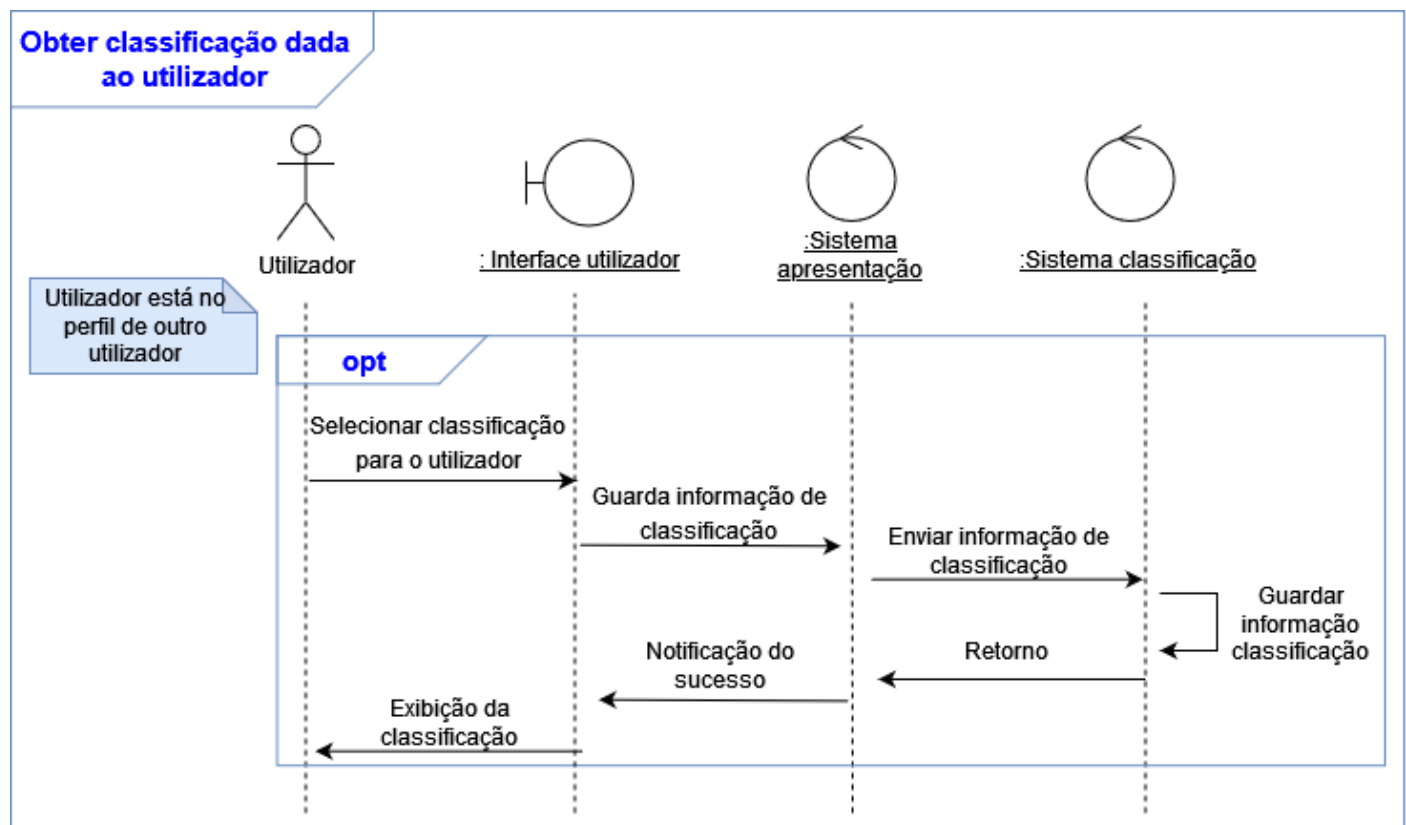 Obter classificação dada
ao utilizador
Utilizador
: Interface utilizador
:Sistema
apresentação
:Sistema classificação
Utilizador está no
perfil de outro
utilizador
opt
Selecionar classificação
para o utilizador
Guarda informação de
classificação
Enviar informação de
classificação
Guardar
informação
classificação
Retorno
Notificação do
sucesso
Exibição da
classificação